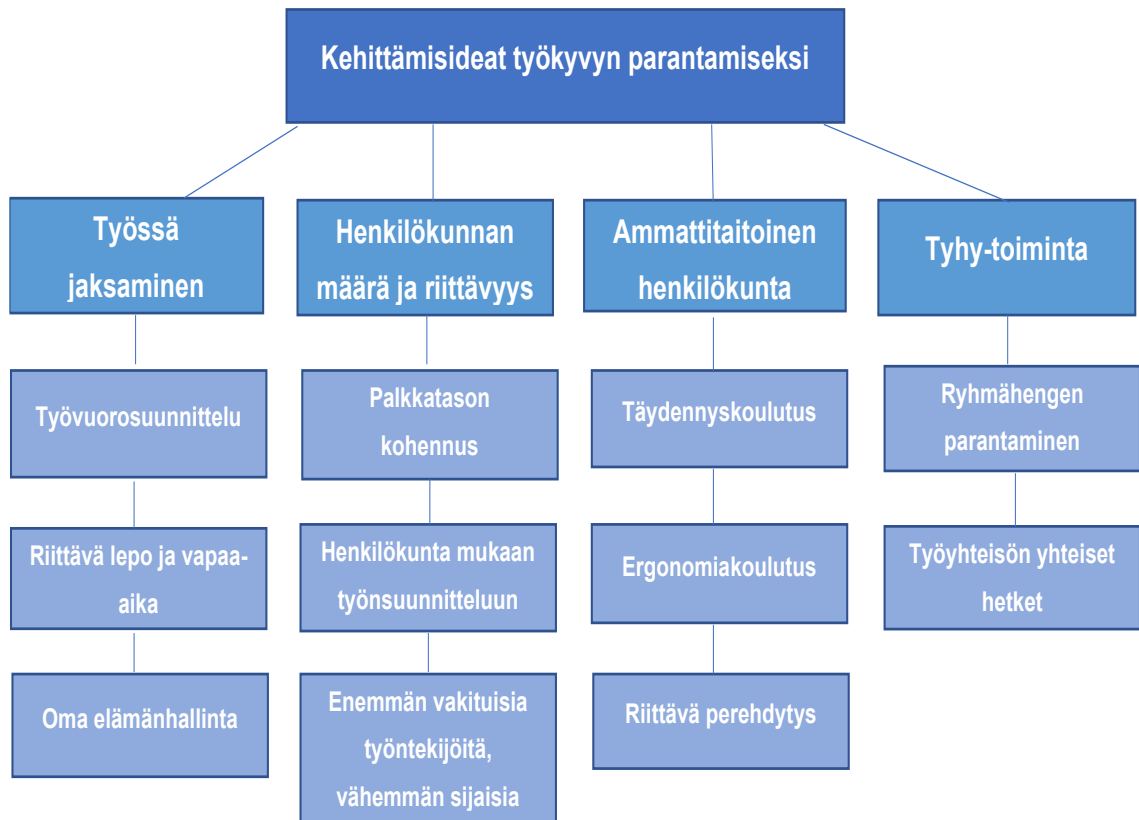 Kehittämisideat työkyvyn parantamiseksi
Työssä
jaksaminen
Henkilökunnan
määrä ja riittävyys
Ammattitaitoinen
henkilökunta
Tyhy-toiminta
Työvuorosuunnittelu
Palkkatason
kohennus
Täydennyskoulutus
Ryhmähengen
parantaminen
Riittävä lepo ja vapaa-
aika
Henkilökunta mukaan
työnsuunnitteluun
Ergonomiakoulutus
Työyhteisön yhteiset
hetket
Oma elämänhallinta
Enemmän vakituisia
työntekijöitä,
vähemmän sijaisia
Riittävä perehdytys